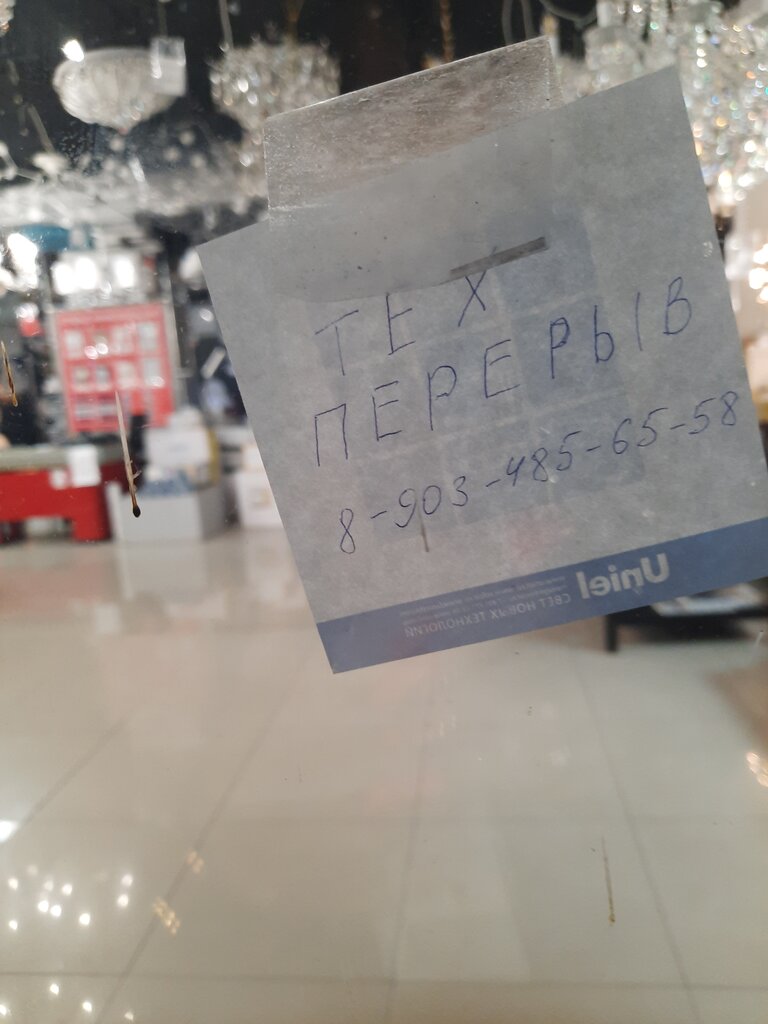 ТЕХ
ПЕРЕРЫВ
8-903-485-65-58
Uniel
СВЕТ НОВЫХ ТЕХНОЛОГИЙ